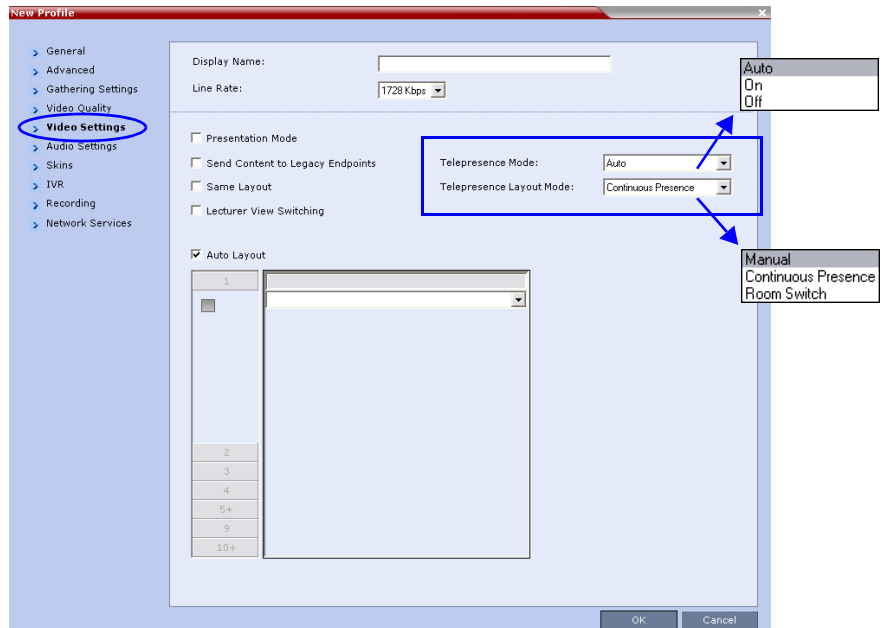 New Profile
General
Advanced
Gathering Settings
Video Quality
Video Settings
Audio Settings
Skins
IVR
Recording
Network Services
Display Name:
Line Rate: 1728 Kbps
Presentation Mode
Send Content to Legacy Endpoints
Same Layout
Lecturer View Switching
Telepresence Mode: Auto
Telepresence Layout Mode: Continuous Presence
Auto
On
Off
Manual
Continuous Presence
Room Switch
Auto Layout
1
2
3
4
5+
9
10+
OK Cancel